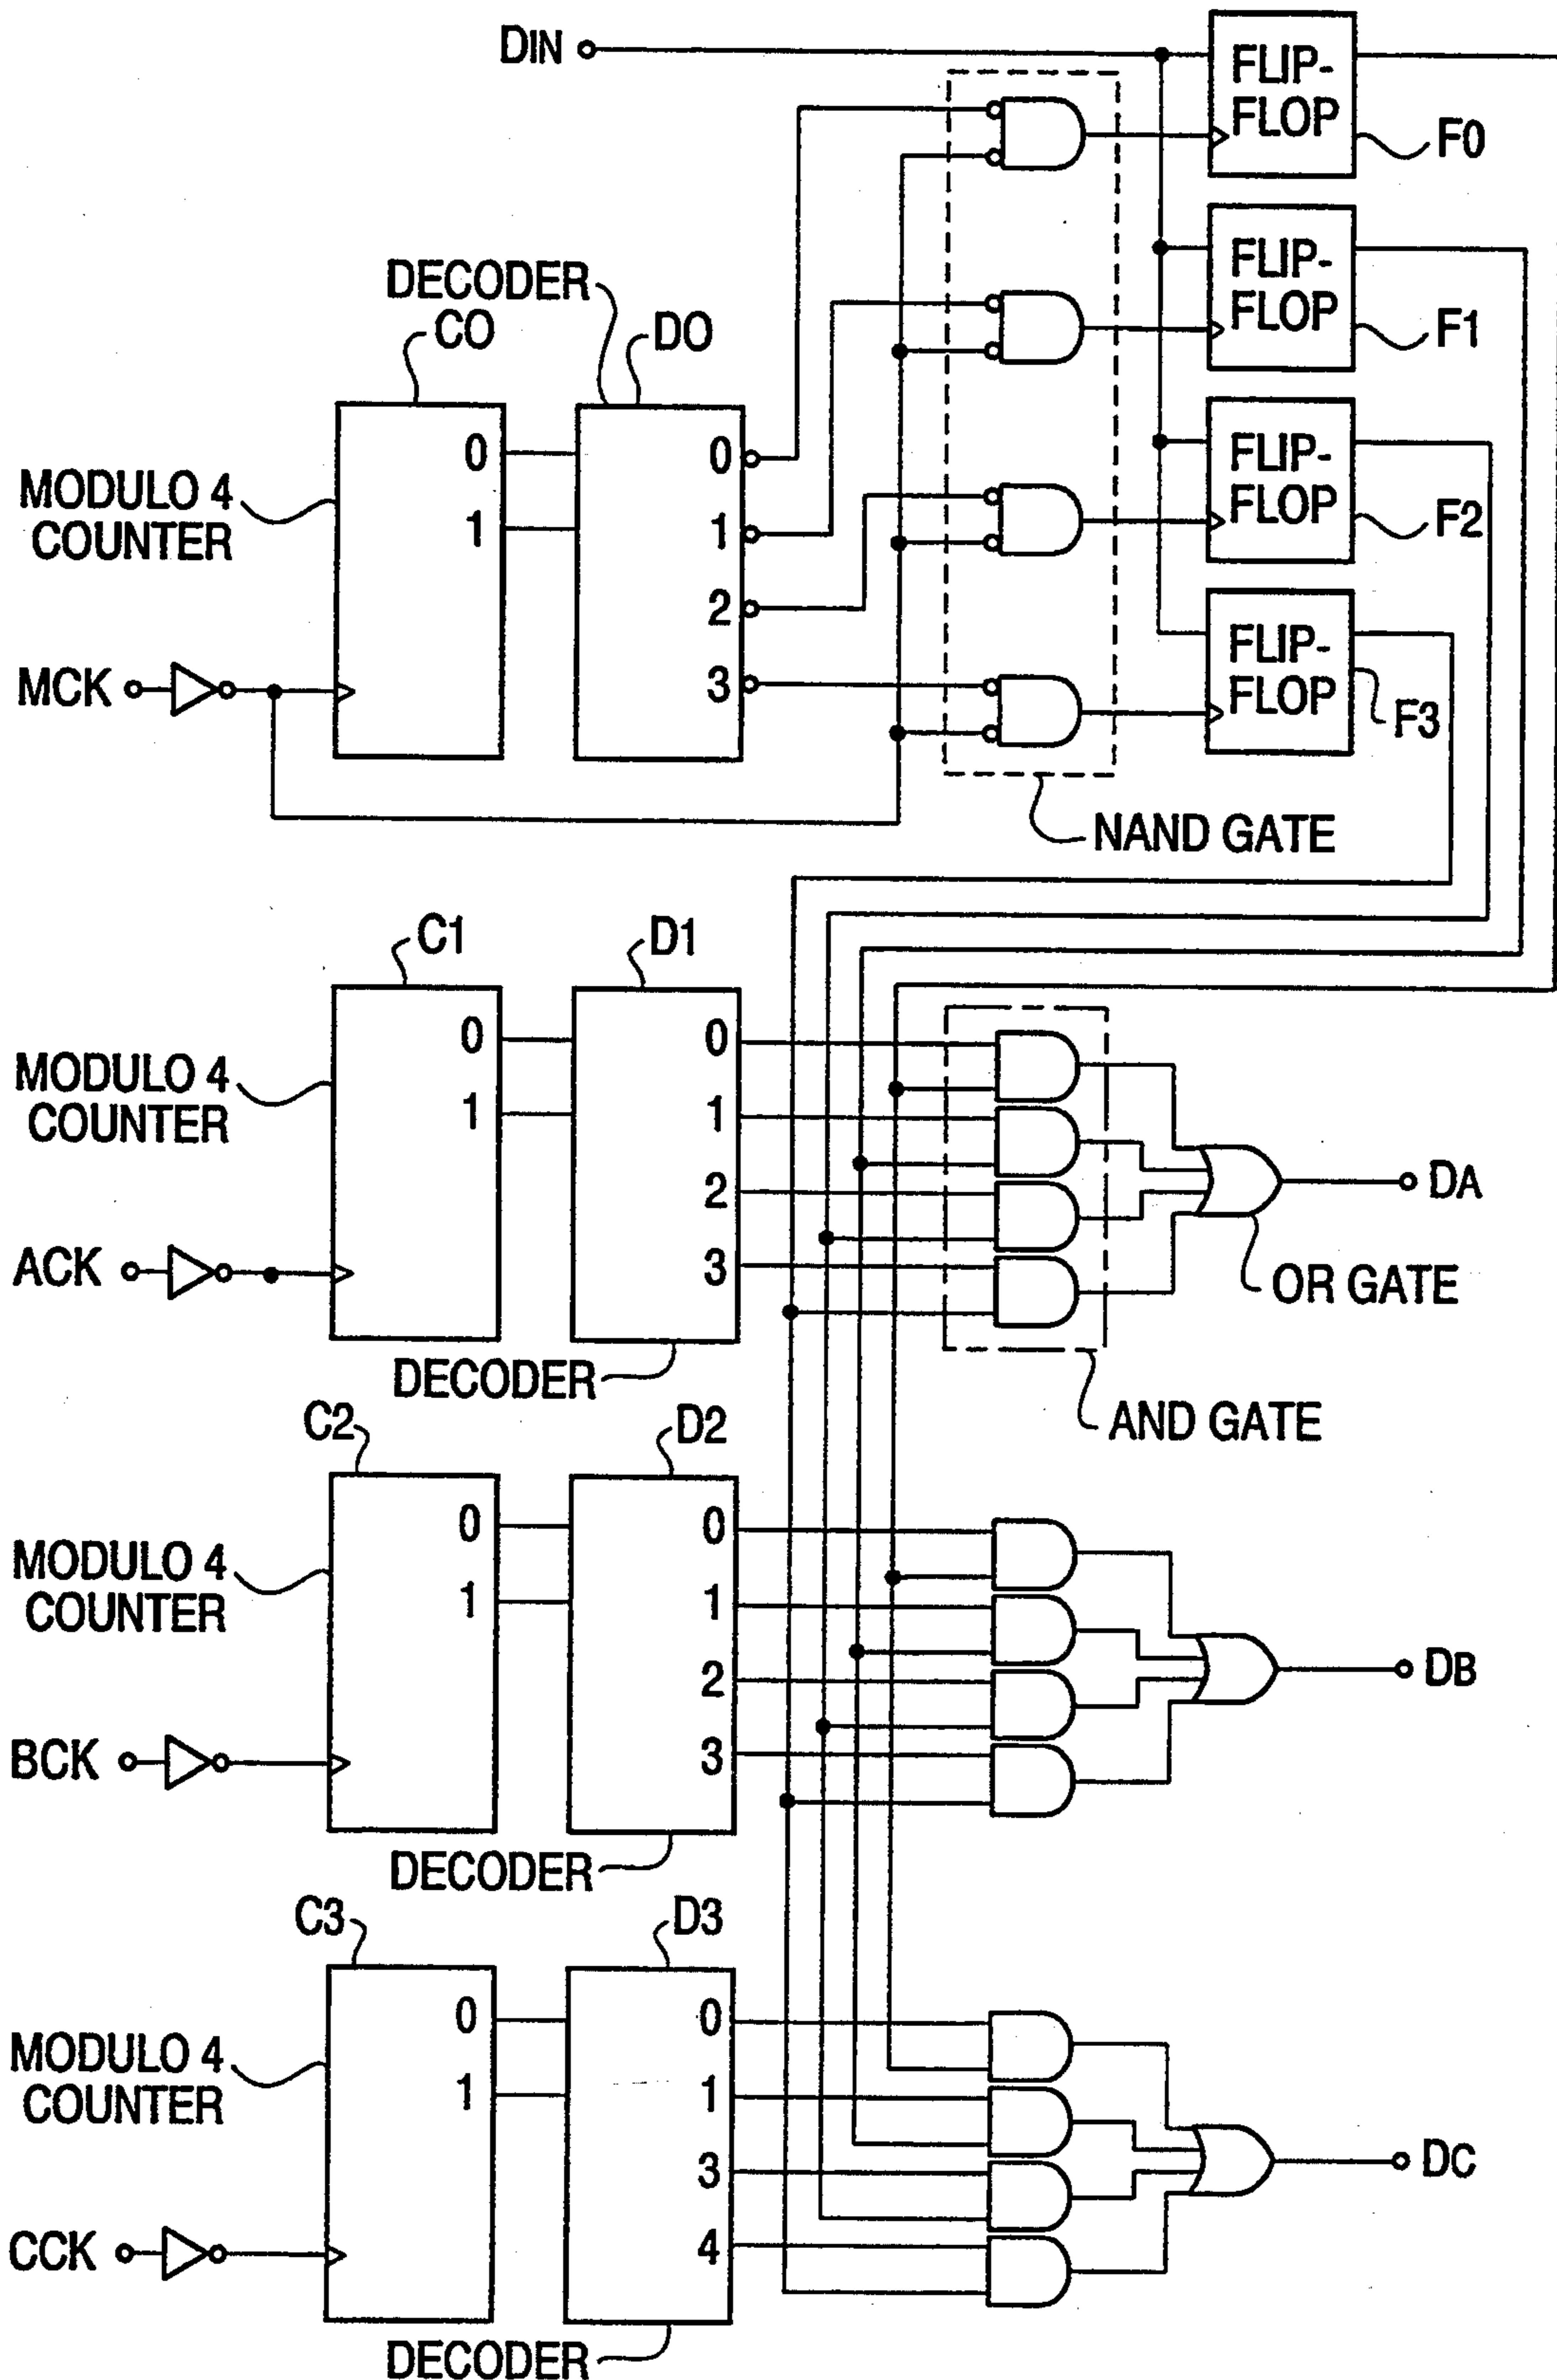 DIN
FLIP-
FLOP
F0
FLIP-
FLOP
F1
DECODER
CO
DO
FLIP-
FLOP
F2
MODULO 4
COUNTER
0
1
0
1
2
3
FLIP-
FLOP
F3
MCK
NAND GATE
C1
D1
MODULO 4
COUNTER
0
1
0
1
2
3
DA
ACK
OR GATE
DECODER
AND GATE
C2
D2
MODULO 4
COUNTER
0
1
0
1
2
3
DB
BCK
DECODER
C3
D3
MODULO 4
COUNTER
0
1
0
1
3
4
DC
CCK
DECODER